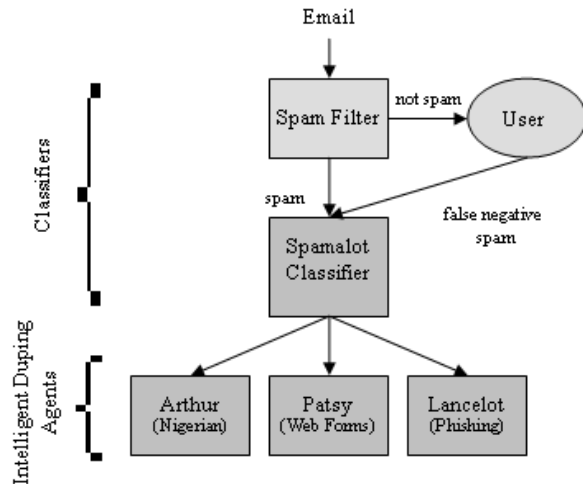 Email
Spam Filter
not spam
User
spam
false negative
spam
Spamalot
Classifier
Classifiers
Arthur
(Nigerian)
Patsy
(Web Forms)
Lancelot
(Phishing)
Intelligent Duping
Agents